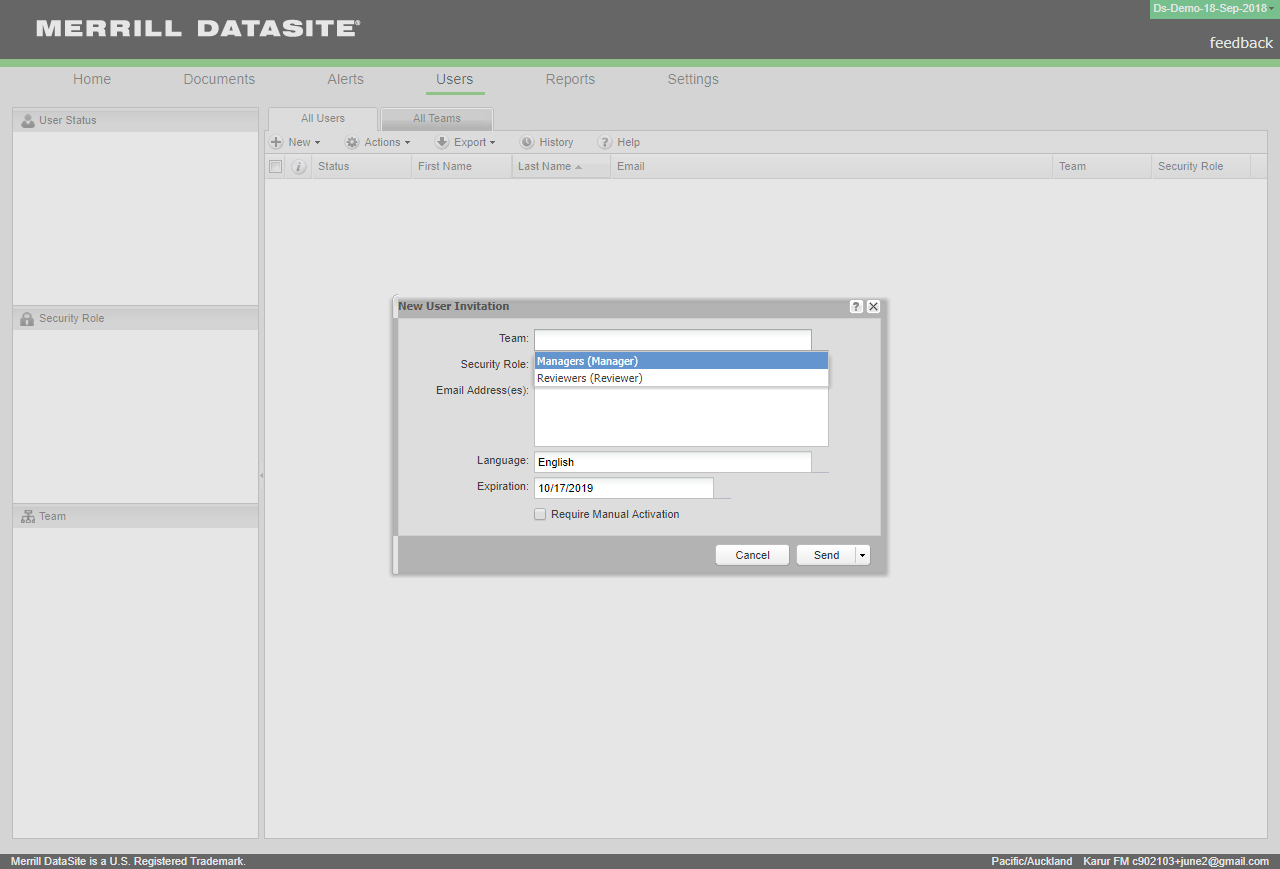 MERRILL DATASITE®
Ds-Demo-18-Sep-2018
feedback
Home Documents Alerts Users Reports Settings
User Status
Security Role
Team
All Users All Teams
New Actions Export History ? Help
i Status First Name Last Name Email Team Security Role
New User Invitation ?
Team:
Security Role:
Managers (Manager)
Reviewers (Reviewer)
Email Address(es):
Language: English
Expiration: 10/17/2019
Require Manual Activation
Cancel Send
Merrill DataSite is a U.S. Registered Trademark. Pacific/Auckland Karur FM c902103+june2@gmail.com